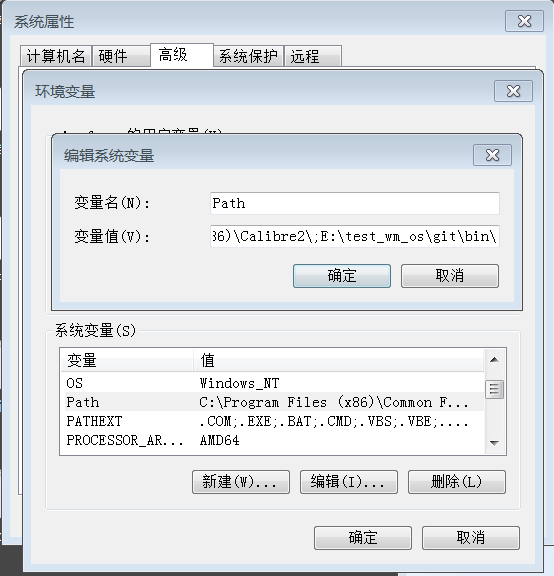 系统属性
计算机名 硬件 高级 系统保护 远程
环境变量
的用户变量(U)
编辑系统变量
变量名(N): Path
变量值(V): 86)\Calibre2\;E:\test_wm_os\git\bin\
确定 取消
系统变量(S)
变量 值
OS Windows_NT
Path C:\Program Files (x86)\Common F...
PATHEXT .COM;.EXE;.BAT;.CMD;.VBS;.VBE;....
PROCESSOR_AR... AMD64
新建(W)... 编辑(I)... 删除(L)
确定 取消